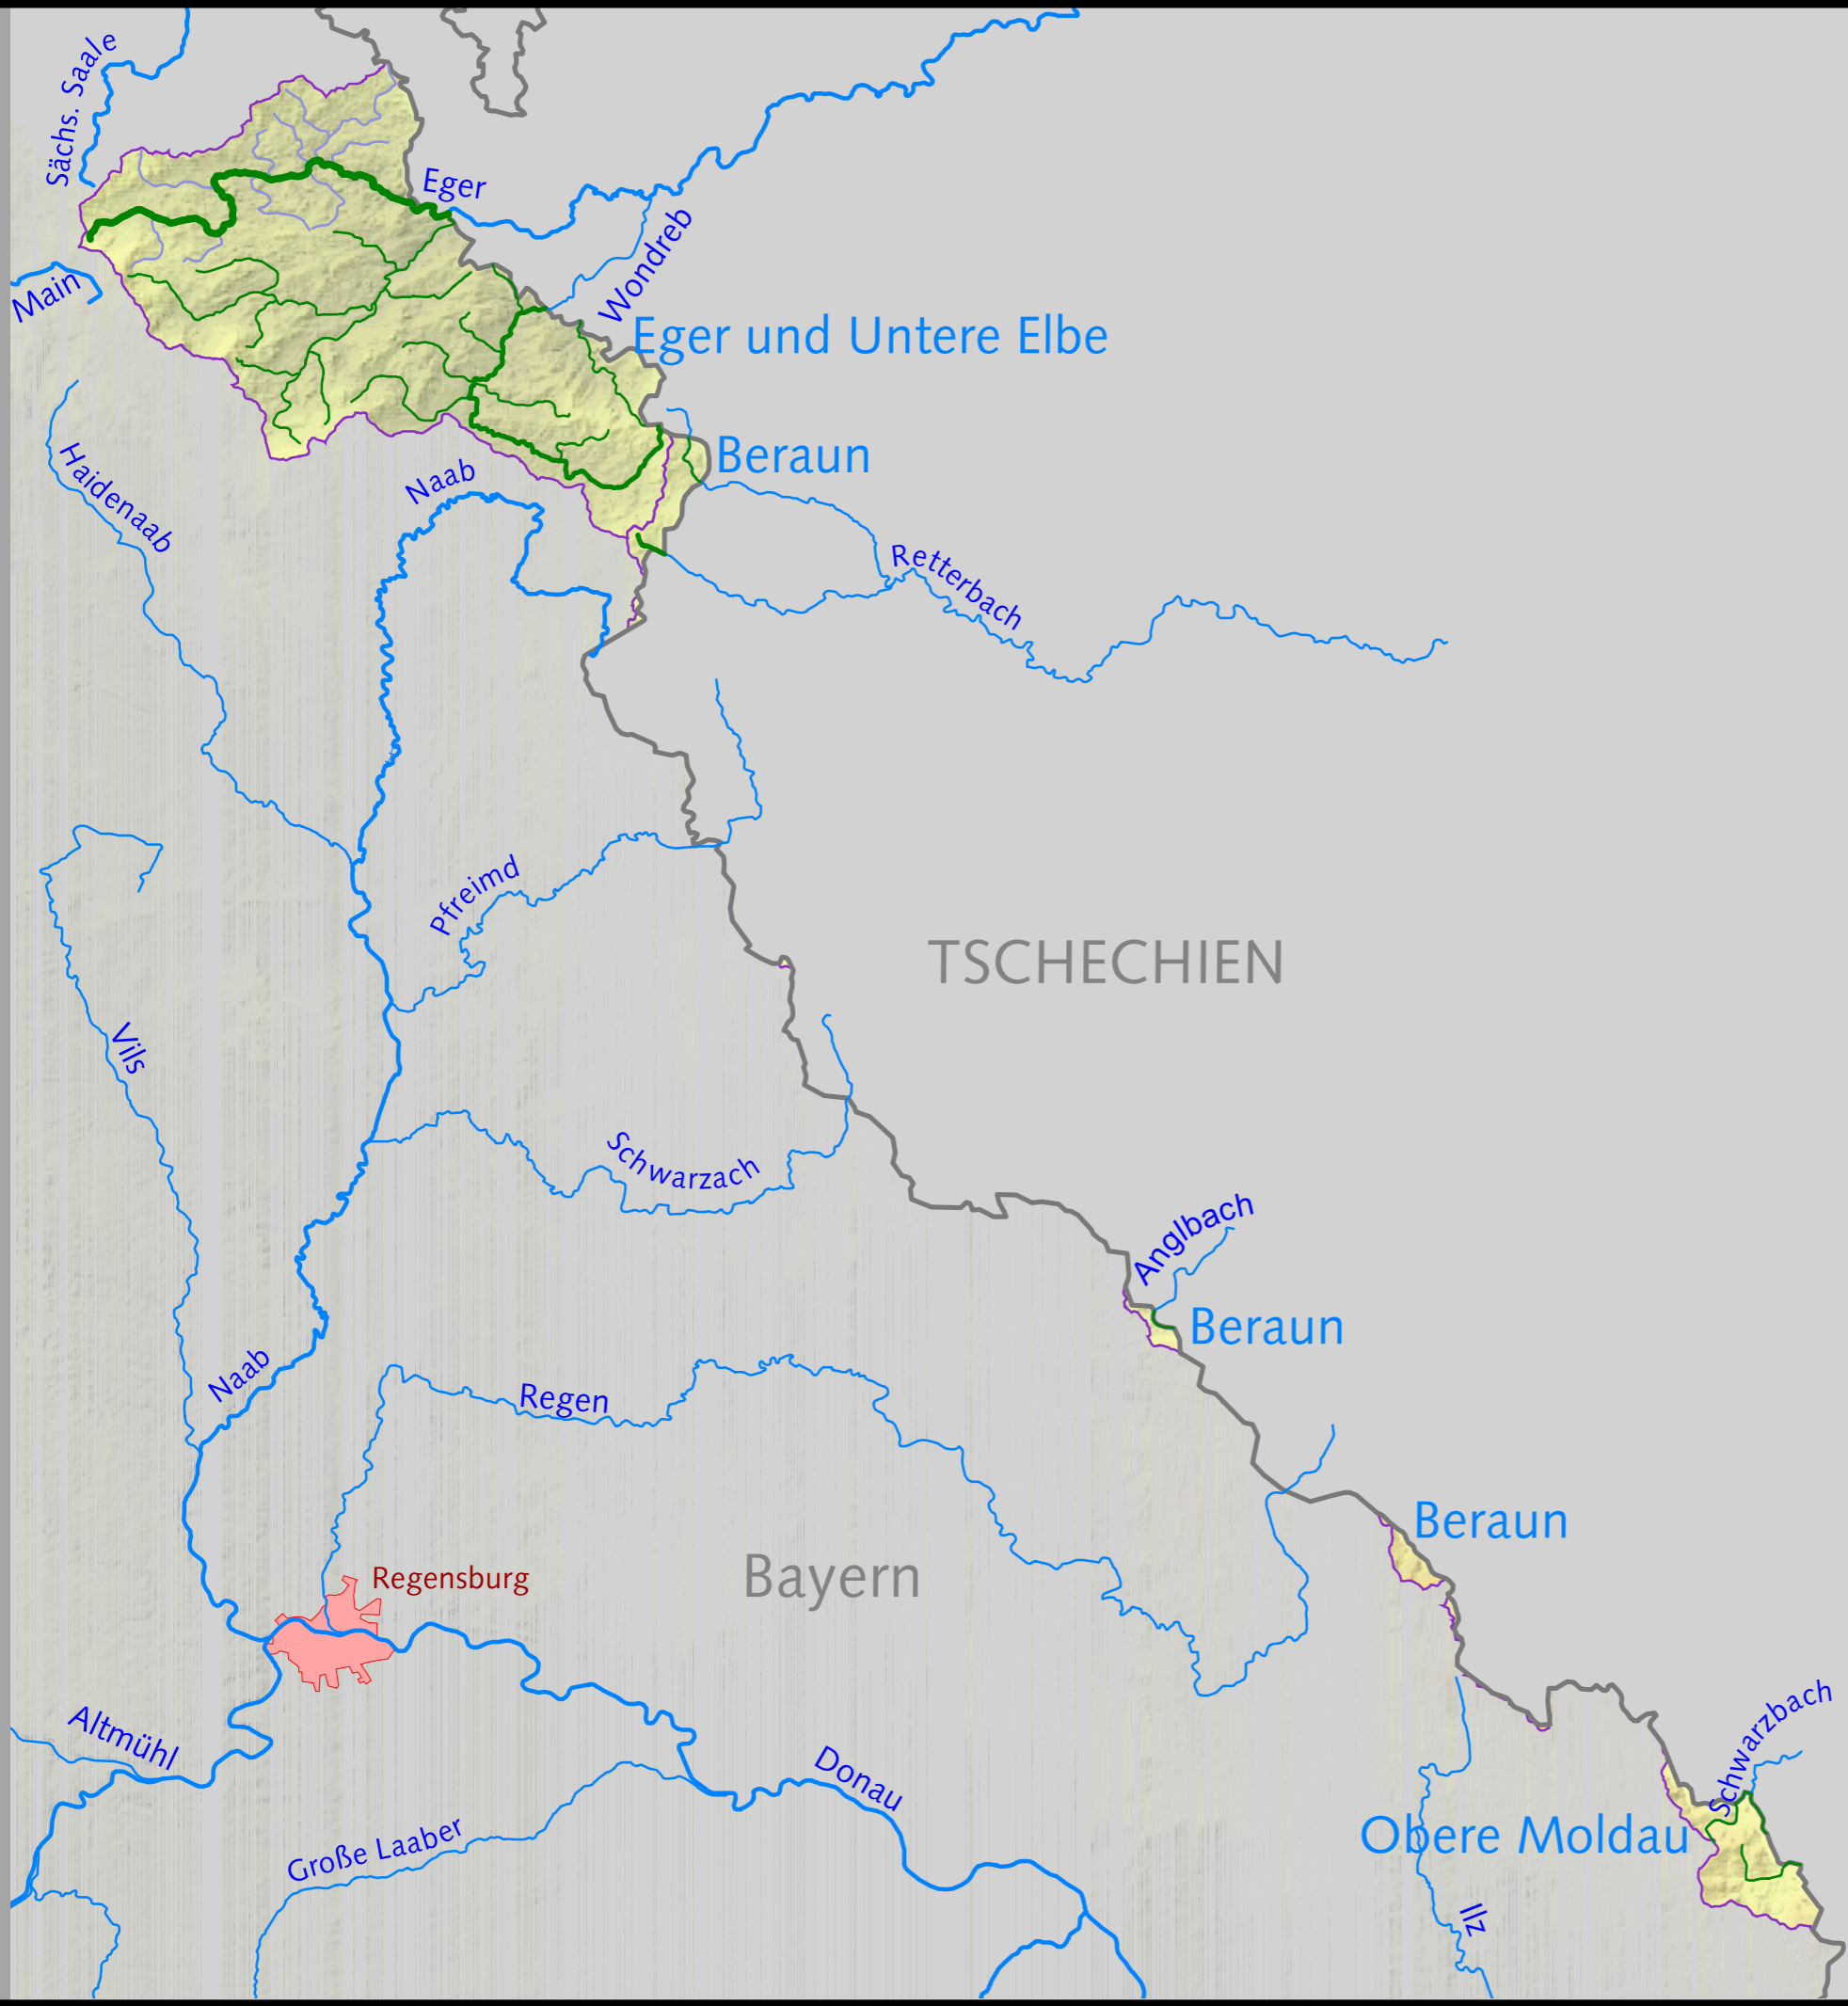 Sächs. Saale
Eger
Wondreb
Main
Eger und Untere Elbe
Haidenaab
Naab
Beraun
Retterbach
Pfreimd
TSCHECHIEN
Vils
Schwarzach
Anglbach
Beraun
Naab
Regen
Beraun
Regensburg
Bayern
Schwarzbach
Altmühl
Donau
Obere Moldau
Große Laaber
Ilz